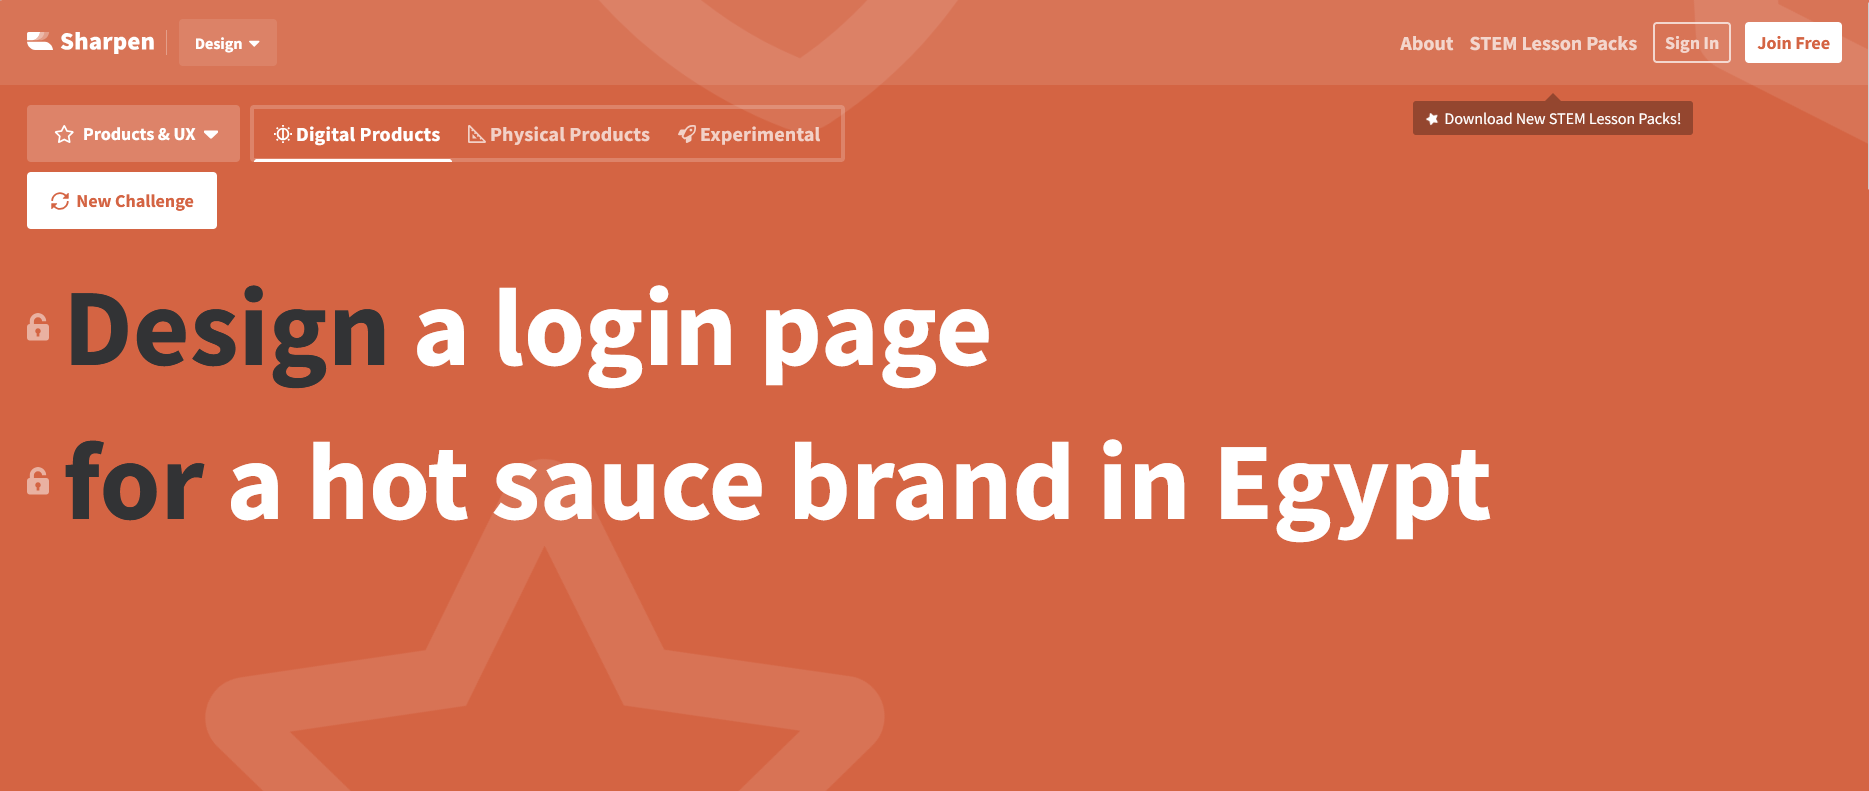 Sharpen
Design
About
STEM Lesson Packs
Sign In
Join Free
Products & UX
Digital Products
Physical Products
Experimental
Download New STEM Lesson Packs!
New Challenge
Design a login page
for a hot sauce brand in Egypt